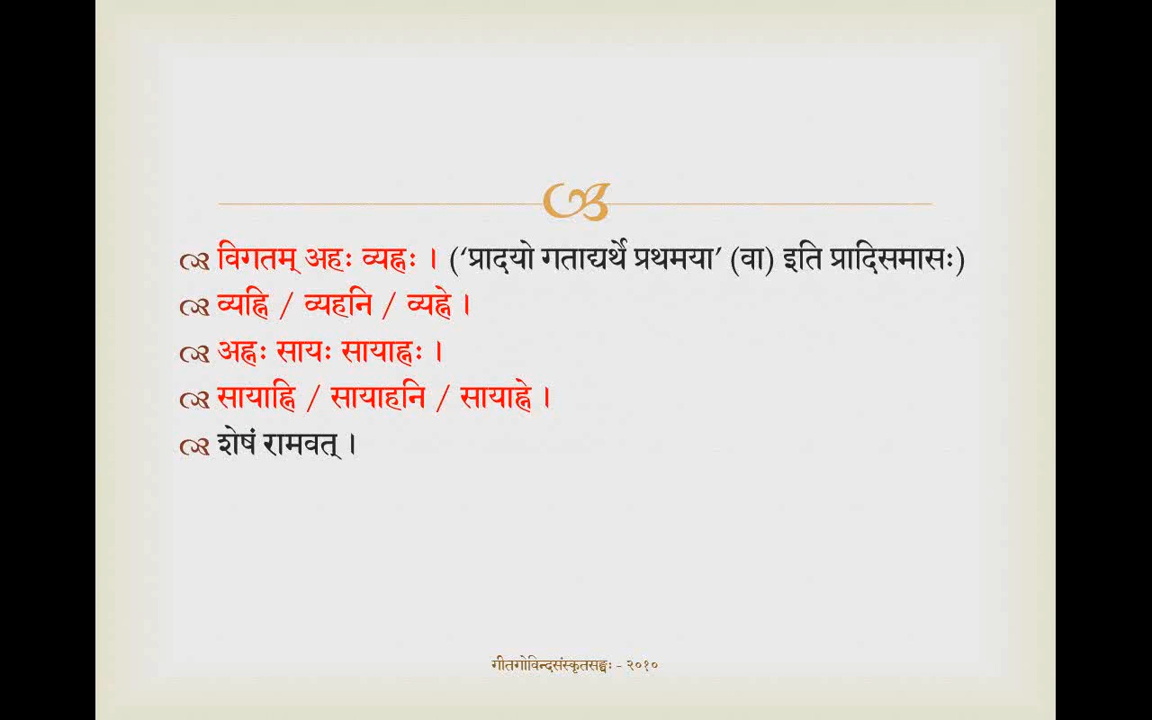 विगतम् अहः व्यह्नः । (‘प्रादयो गताद्यर्थे प्रथमया’ (वा) इति प्रादिसमासः)
व्यह्नि / व्यहनि / व्यह्ने ।
अह्नः सायः सायाह्नः ।
सायाह्नि / सायाहनि / सायाह्ने ।
शेषं रामवत् ।
गीतगोविन्दसंस्कृतसङ्घः - २०१०